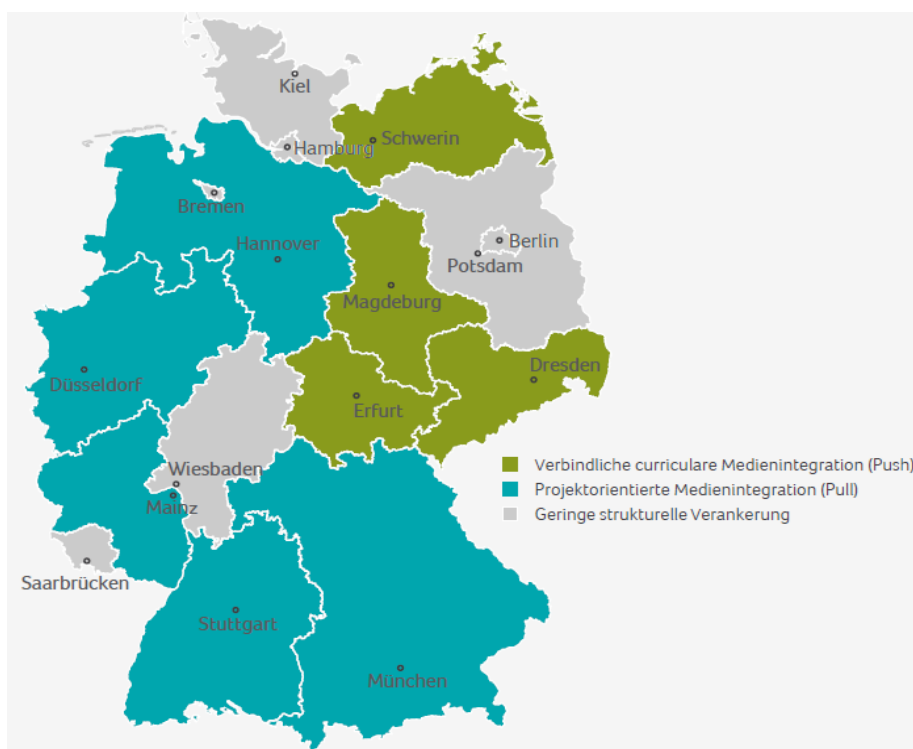 Kiel
Schwerin
Hamburg
Bremen
Hannover
Berlin
Potsdam
Magdeburg
Düsseldorf
Dresden
Erfurt
Wiesbaden
Mainz
Saarbrücken
Stuttgart
München
Verbindliche curriculare Medienintegration (Push)
Projektorientierte Medienintegration (Pull)
Geringe strukturelle Verankerung